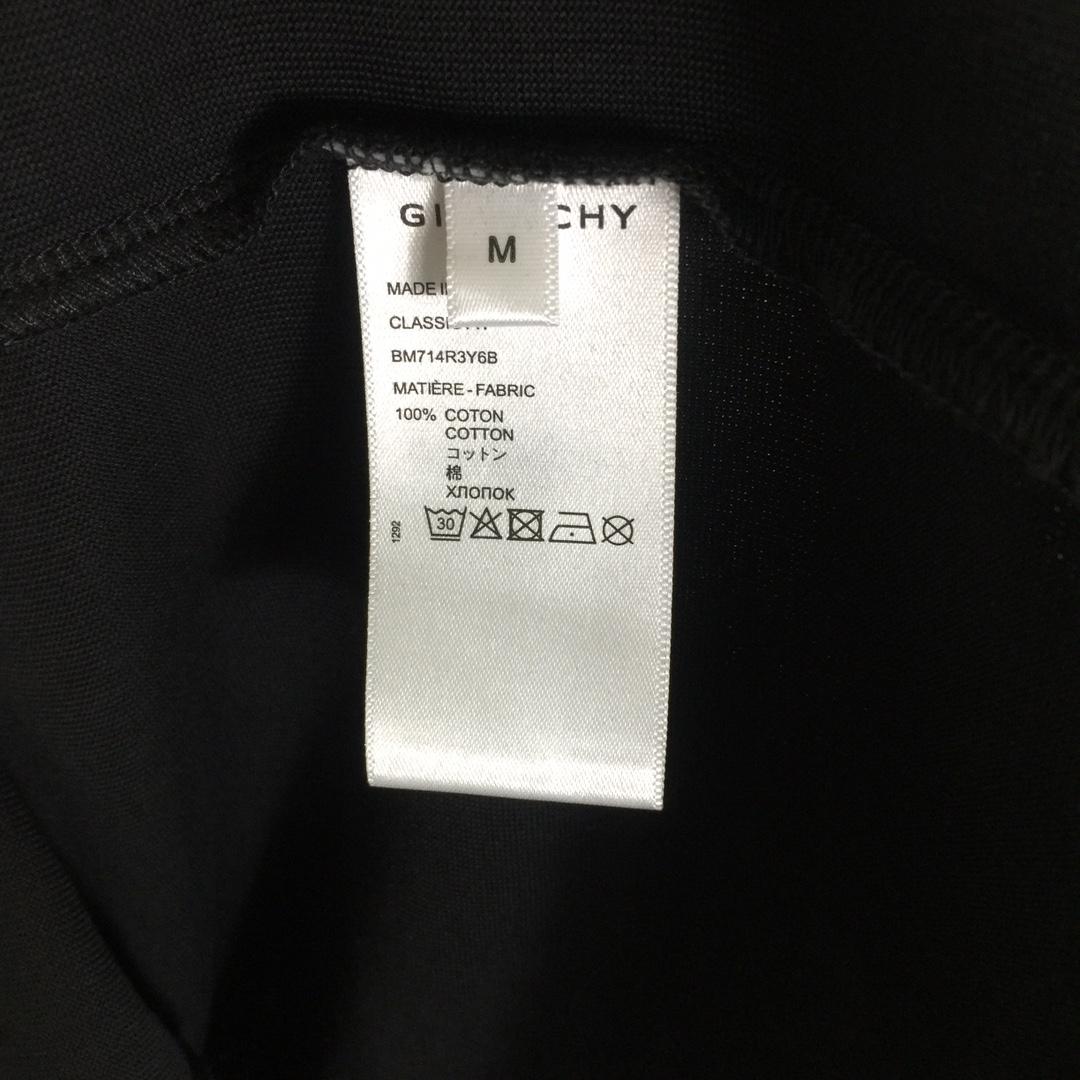 GI CHY
M
MADE I
CLASSI
BM714R3Y6B
MATIÈRE - FABRIC
100% COTON
COTTON
コットン
棉
ХЛОПОК
30
1292